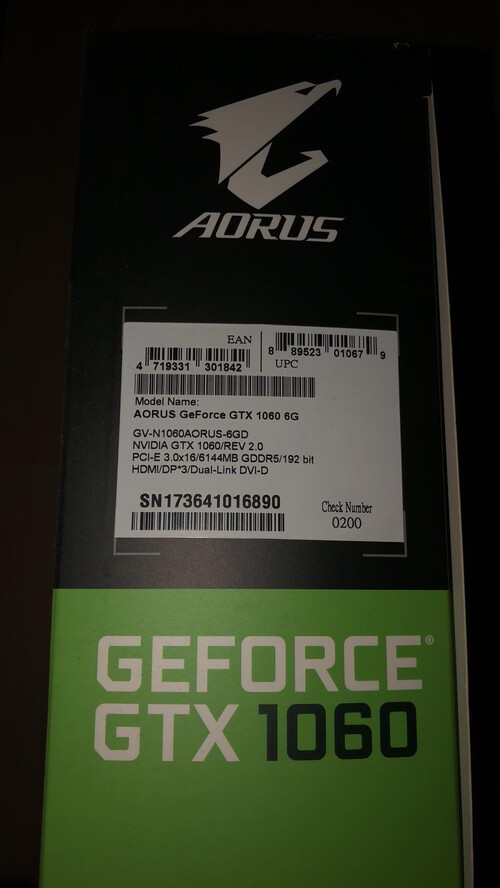 AORUS
EAN
4 719331 301842
8 89523 01067 9
UPC
Model Name:
AORUS GeForce GTX 1060 6G
GV-N1060AORUS-6GD
NVIDIA GTX 1060/REV 2.0
PCI-E 3.0x16/6144MB GDDR5/192 bit
HDMI/DP*3/Dual-Link DVI-D
SN173641016890
Check Number
0200
GEFORCE®
GTX 1060